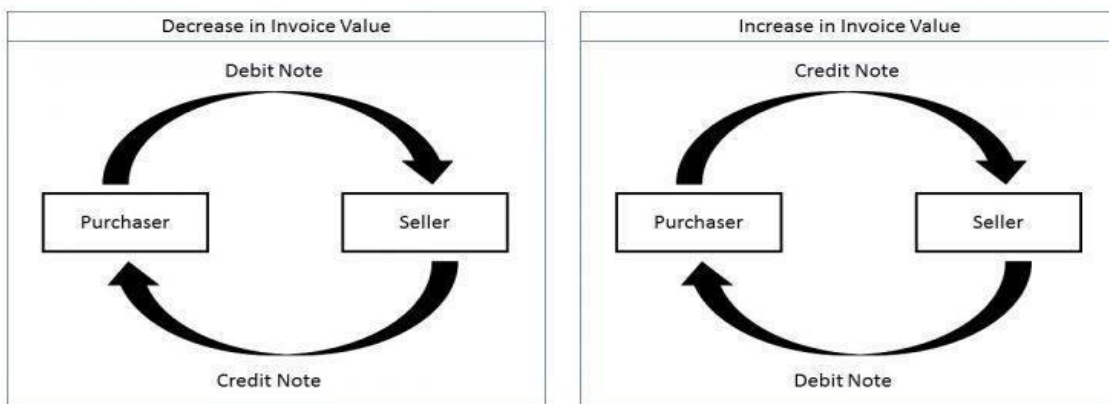 Decrease in Invoice Value
Debit Note
Purchaser
Seller
Credit Note
Increase in Invoice Value
Credit Note
Purchaser
Seller
Debit Note